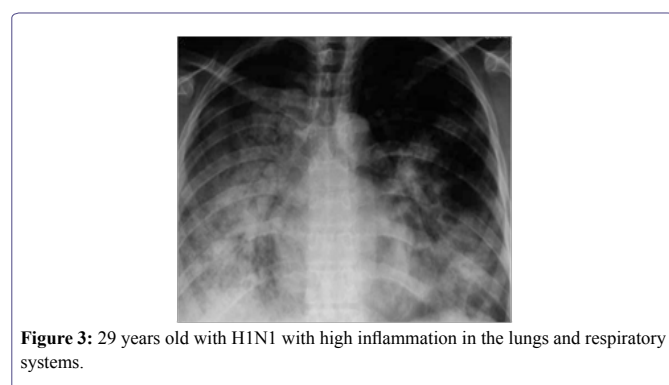 Figure 3: 29 years old with H1N1 with high inflammation in the lungs and respiratory
systems.